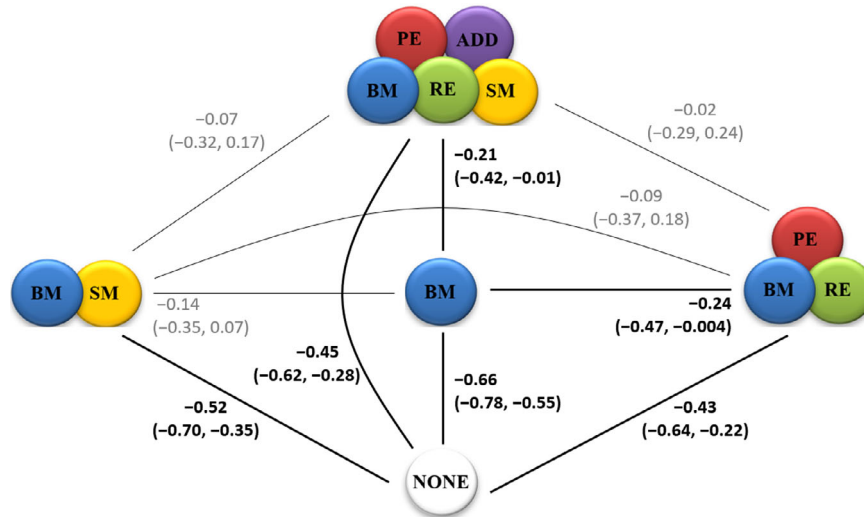 PE ADD
BM RE SM
−0.07
(−0.32, 0.17)
−0.02
(−0.29, 0.24)
−0.21
(−0.42, −0.01)
−0.09
(−0.37, 0.18)
PE
BM SM
BM
BM RE
−0.14
(−0.35, 0.07)
−0.24
(−0.47, −0.004)
−0.45
(−0.62, −0.28)
−0.66
(−0.78, −0.55)
−0.52
(−0.70, −0.35)
−0.43
(−0.64, −0.22)
NONE